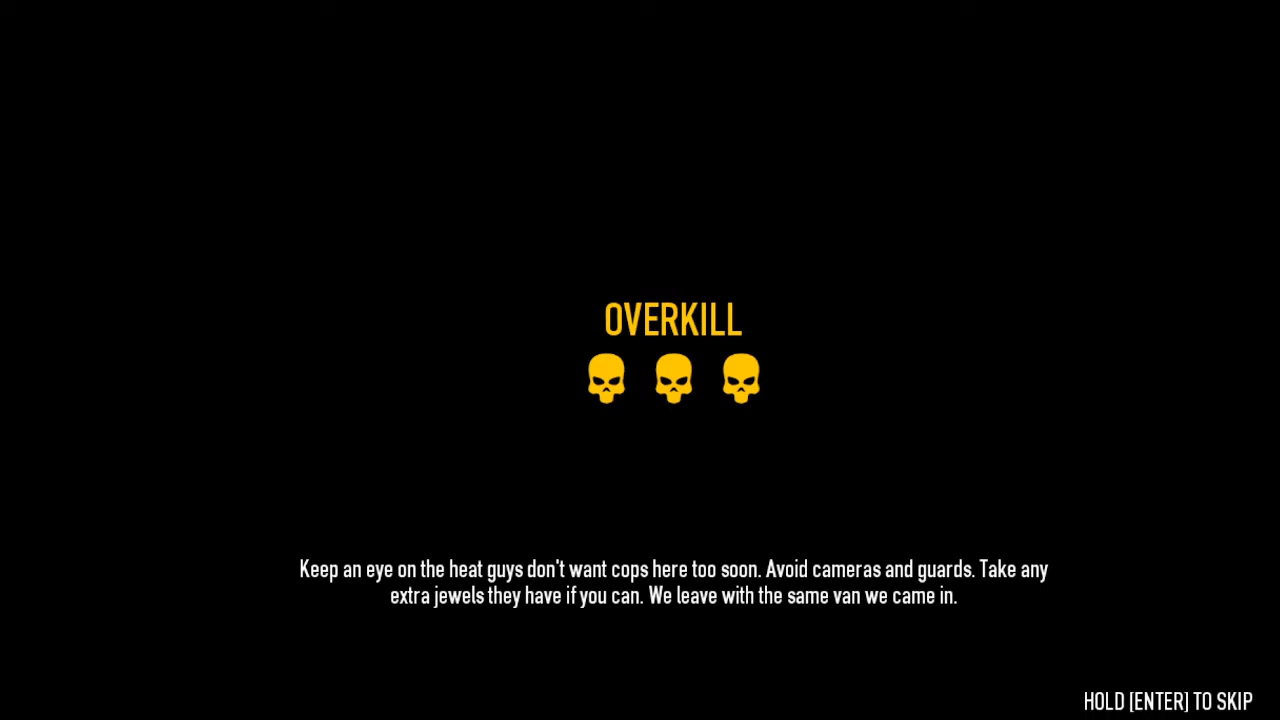 OVERKILL
Keep an eye on the heat guys don't want cops here too soon. Avoid cameras and guards. Take any
extra jewels they have if you can. We leave with the same van we came in.
HOLD [ENTER] TO SKIP